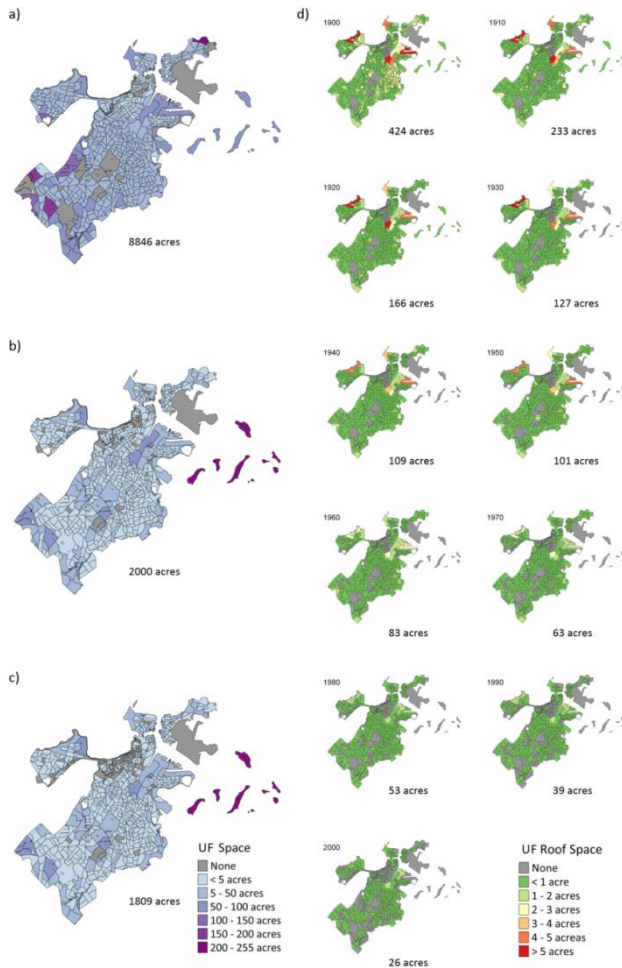 a)
8846 acres
b)
2000 acres
c)
1809 acres
UF Space
None
< 5 acres
5 - 50 acres
50 - 100 acres
100 - 150 acres
150 - 200 acres
200 - 255 acres
d)
1900
424 acres
1910
233 acres
1920
166 acres
1930
127 acres
1940
109 acres
1950
101 acres
1960
83 acres
1970
63 acres
1980
53 acres
1990
39 acres
2000
26 acres
UF Roof Space
None
< 1 acre
1 - 2 acres
2 - 3 acres
3 - 4 acres
4 - 5 acreas
> 5 acres